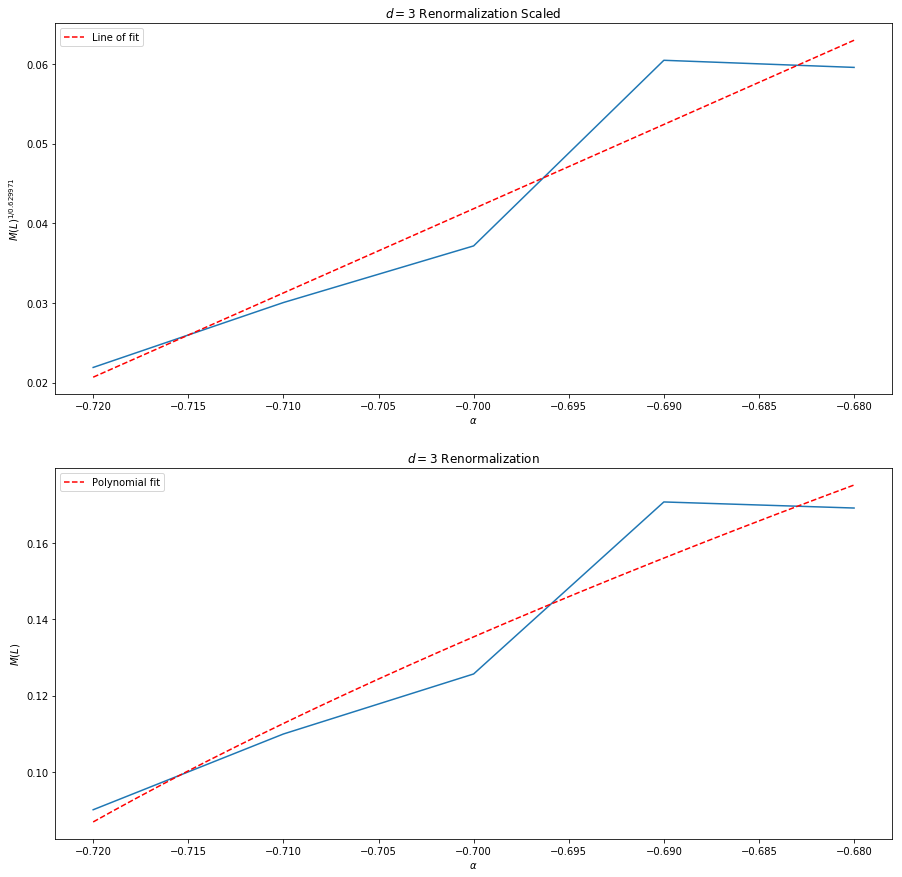 d = 3 Renormalization Scaled
Line of fit
0.06
0.05
0.04
0.03
0.02
M(L)^{1/0.629971}
−0.720 −0.715 −0.710 −0.705 −0.700 −0.695 −0.690 −0.685 −0.680
α
d = 3 Renormalization
Polynomial fit
0.16
0.14
0.12
0.10
M(L)
−0.720 −0.715 −0.710 −0.705 −0.700 −0.695 −0.690 −0.685 −0.680
α